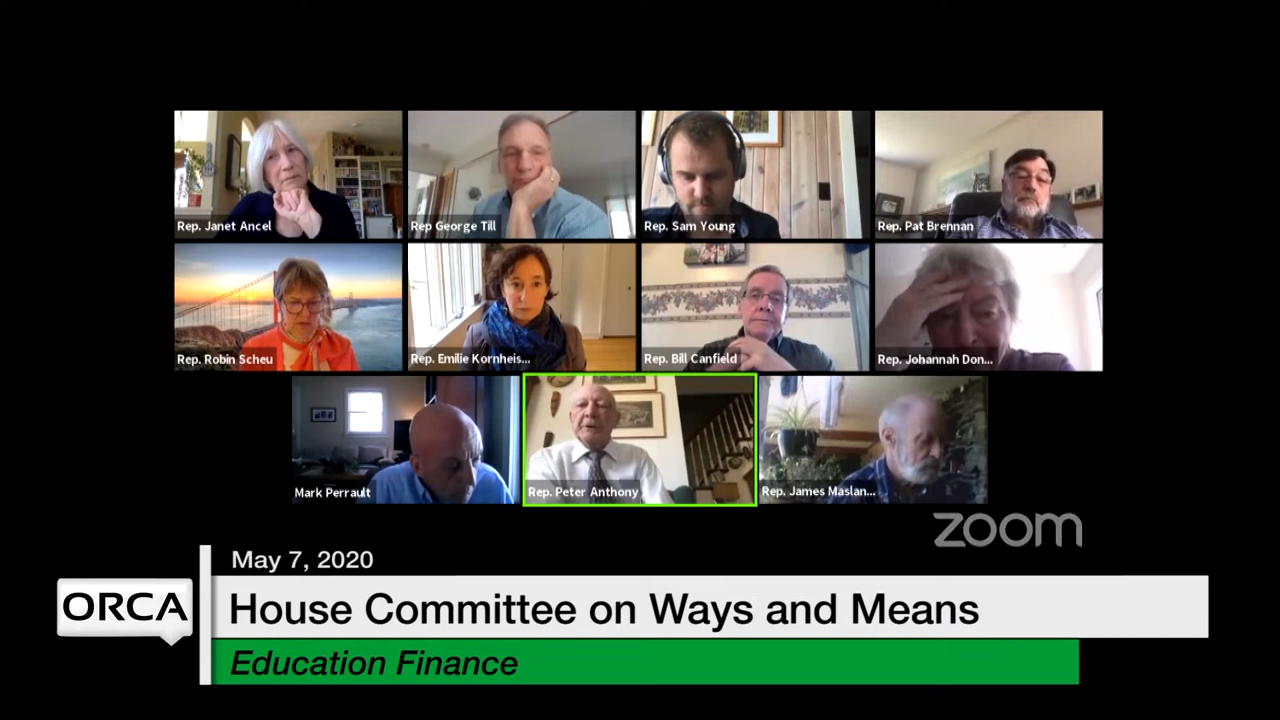 Rep. Janet Ancel
Rep George Till
Rep. Sam Young
Rep. Pat Brennan
Rep. Robin Scheu
Rep. Emilie Kornheis...
Rep. Bill Canfield
Rep. Johannah Don...
Mark Perrault
Rep. Peter Anthony
Rep. James Maslan...
zoom
May 7, 2020
ORCA
House Committee on Ways and Means
Education Finance